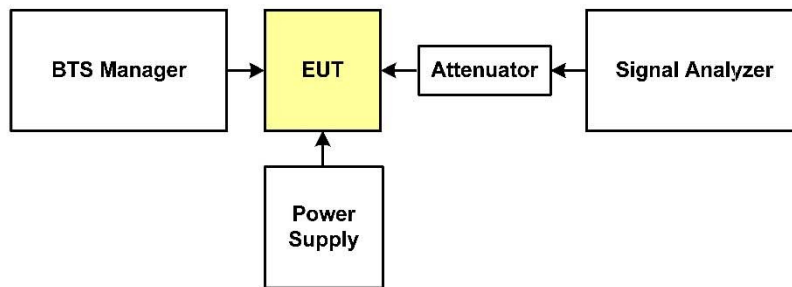 BTS Manager
EUT
Attenuator
Signal Analyzer
Power
Supply